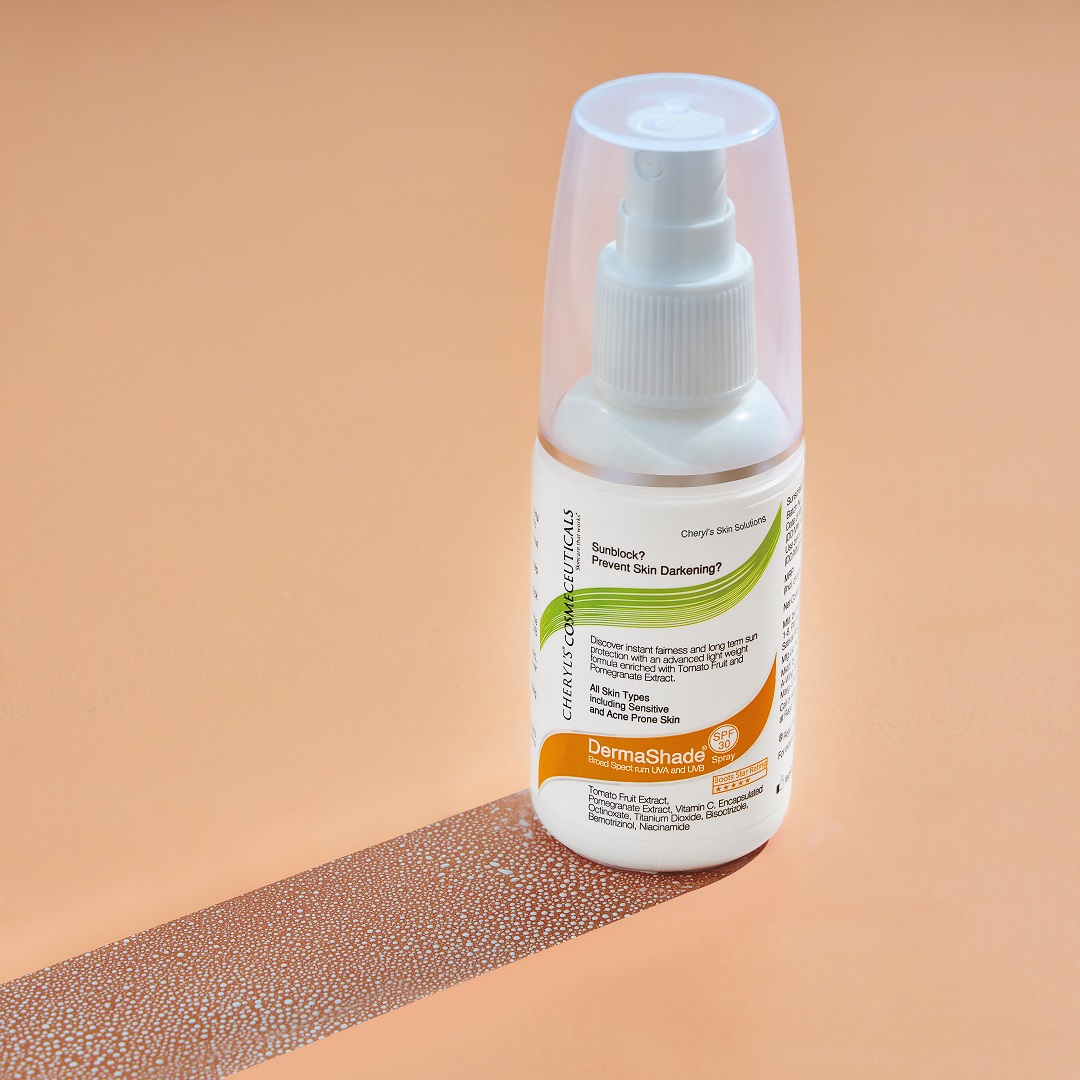 CHERYL'S COSMECEUTICALS
Skincare that works
Cheryl's Skin Solutions
Sunblock?
Prevent Skin Darkening?
Discover instant fairness and long term sun
protection with an advanced light weight
formula enriched with Tomato Fruit and
Pomegranate Extract.
All Skin Types
including Sensitive
and Acne Prone Skin
DermaShade®
Broad Spectrum UVA and UVB
SPF
30
Spray
Boots Star Rating
★★★★★
Tomato Fruit Extract,
Pomegranate Extract, Vitamin C, Encapsulated
Octinoxate, Titanium Dioxide, Bisoctrizole,
Bemotrizinol, Niacinamide
MRP